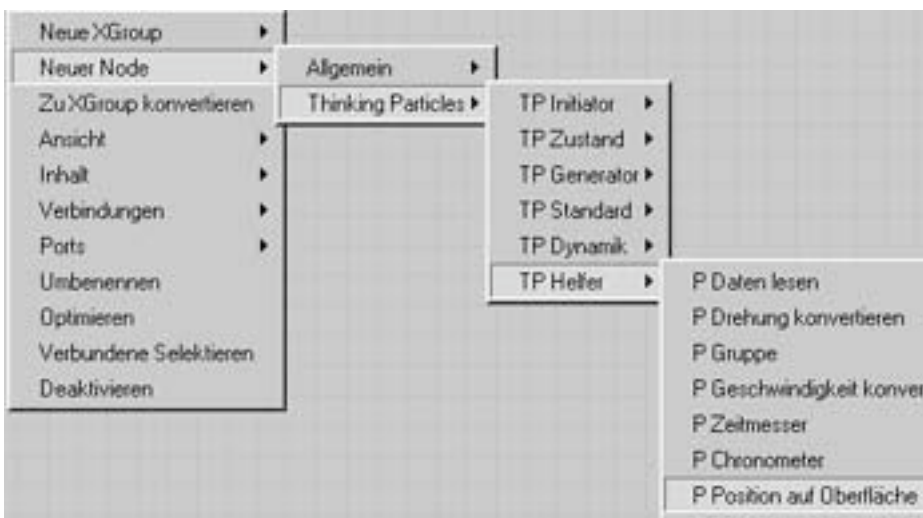 Neue XGroup
Neuer Node
Zu XGroup konvertieren
Ansicht
Inhalt
Verbindungen
Ports
Umbenennen
Optimieren
Verbundene Selektieren
Deaktivieren
Allgemein
Thinking Particles
TP Initiator
TP Zustand
TP Generator
TP Standard
TP Dynamik
TP Helfer
P Daten lesen
P Drehung konvertieren
P Gruppe
P Geschwindigkeit konver
P Zeitmesser
P Chronometer
P Position auf Oberfläche